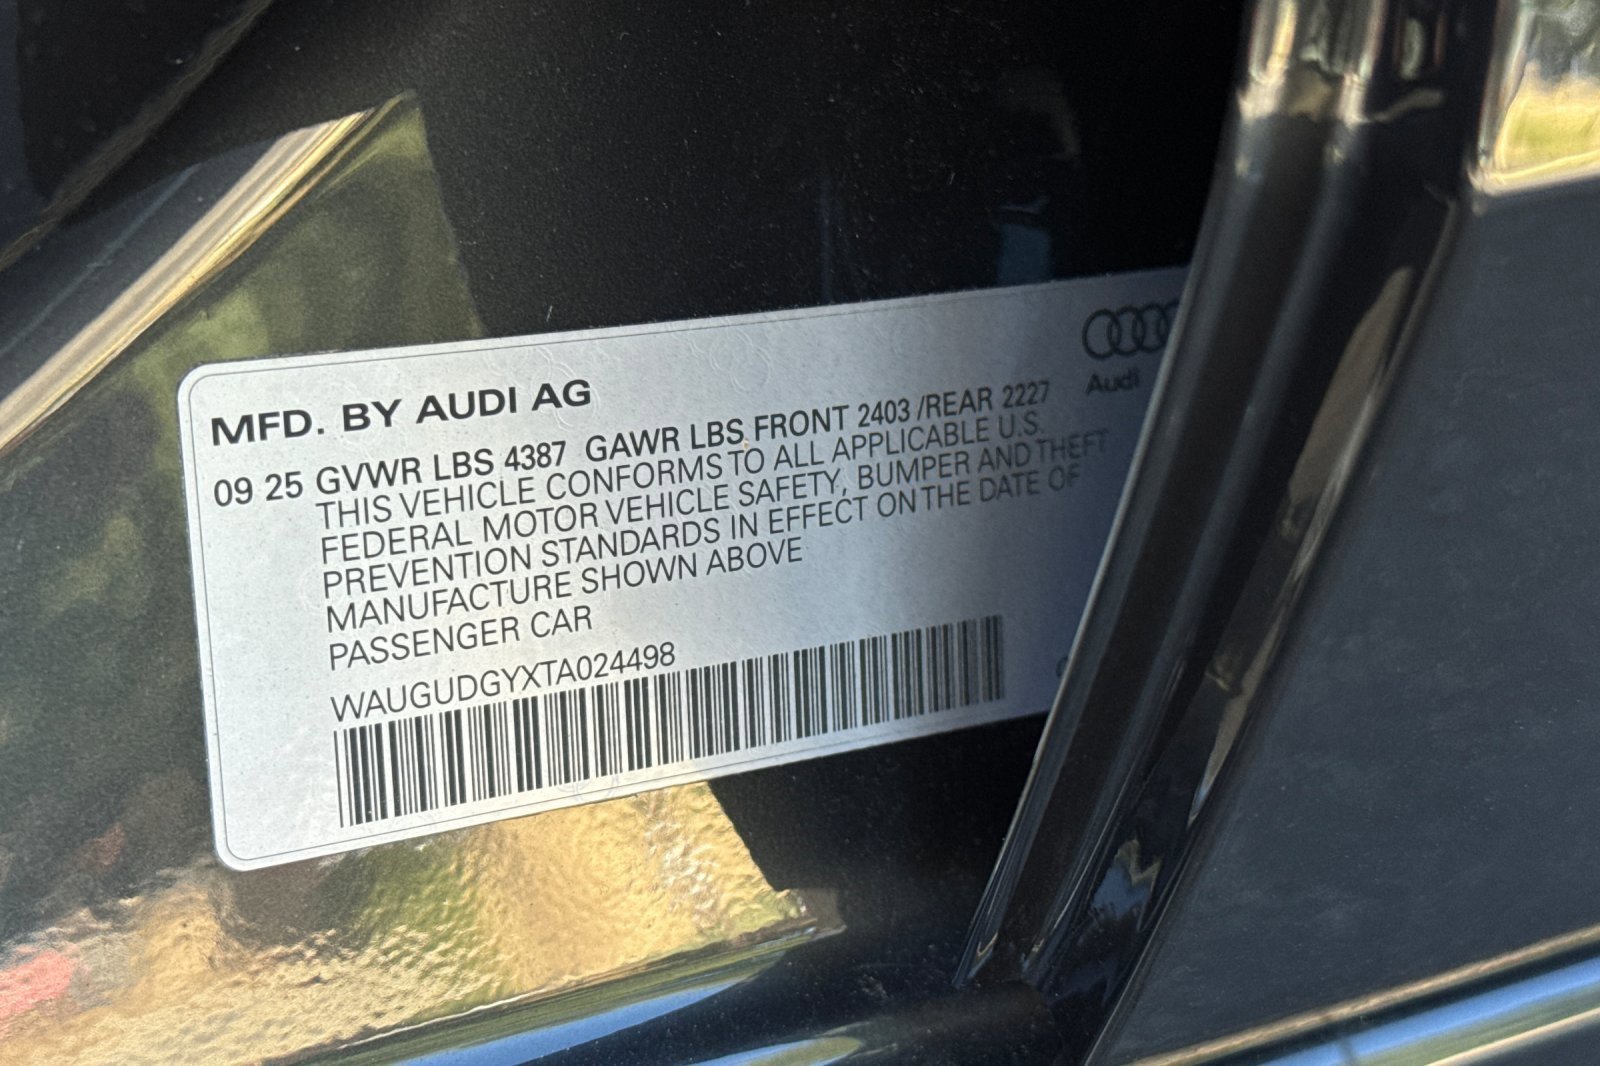 MFD. BY AUDI AG
Audi
09 25 GVWR LBS 4387 GAWR LBS FRONT 2403 /REAR 2227
THIS VEHICLE CONFORMS TO ALL APPLICABLE U.S.
FEDERAL MOTOR VEHICLE SAFETY, BUMPER AND THEFT
PREVENTION STANDARDS IN EFFECT ON THE DATE OF
MANUFACTURE SHOWN ABOVE
PASSENGER CAR
WAUGUDGYXTA024498